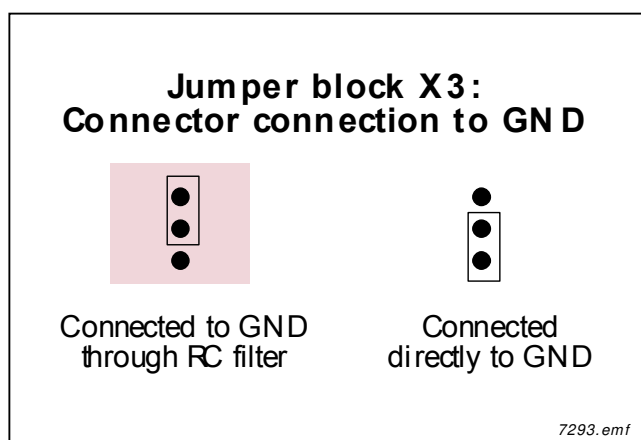 Jumper block X3:
Connector connection to GND
Connected to GND
through RC filter
Connected
directly to GND
7293.emf